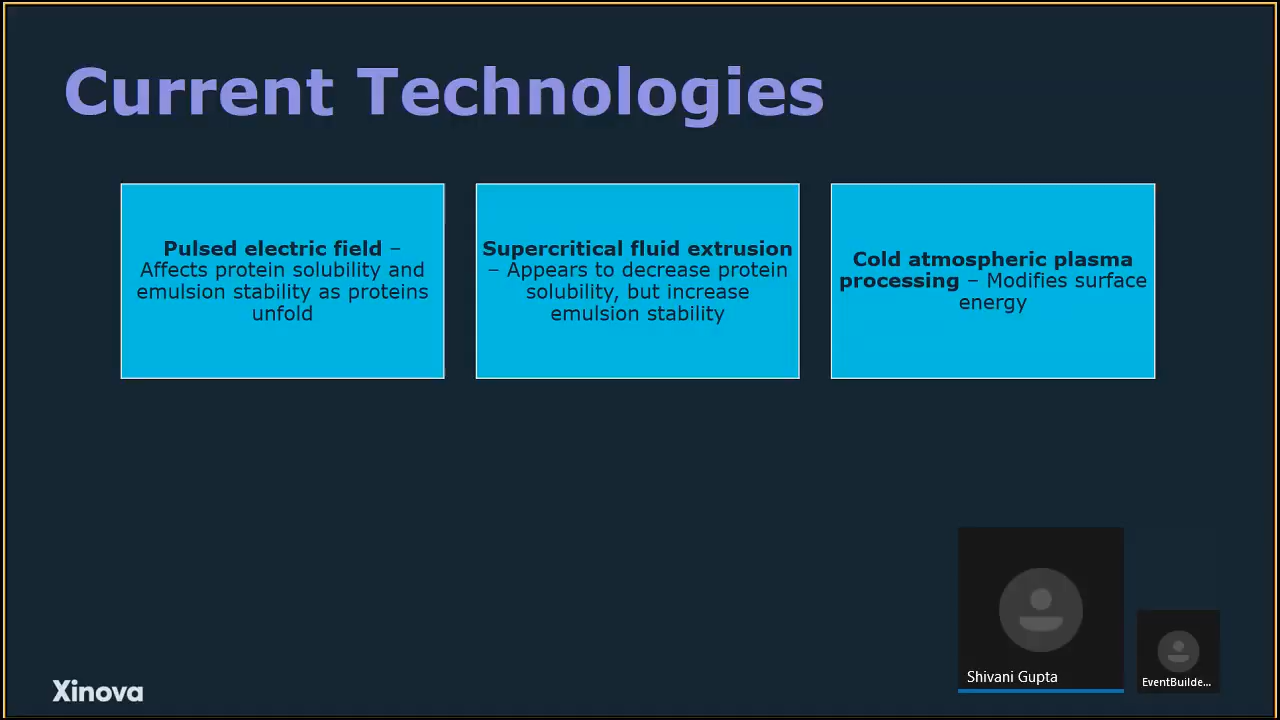 Current Technologies
Pulsed electric field –
Affects protein solubility and
emulsion stability as proteins
unfold
Supercritical fluid extrusion
– Appears to decrease protein
solubility, but increase
emulsion stability
Cold atmospheric plasma
processing – Modifies surface
energy
Shivani Gupta
EventBuilde...
Xinova